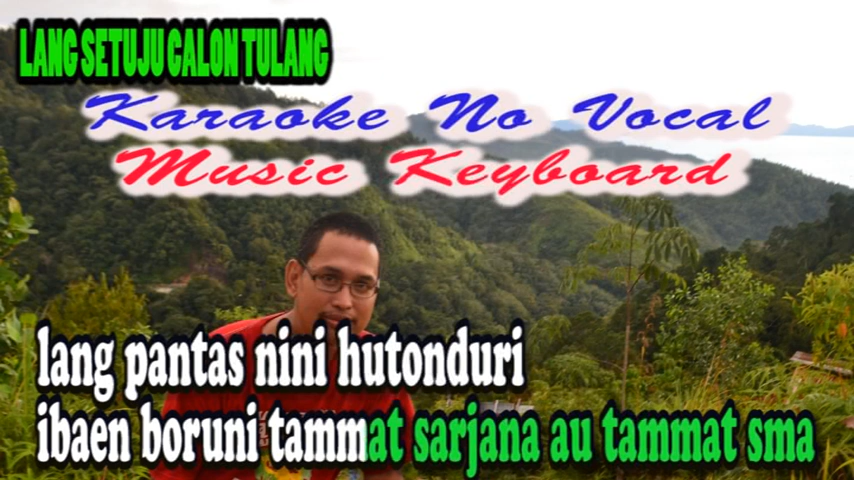 LANG SETUJU CALON TULANG
Karaoke No Vocal
Music Keyboard
lang pantas nini hutonduri
ibaen boruni tammat sarjana au tammat sma